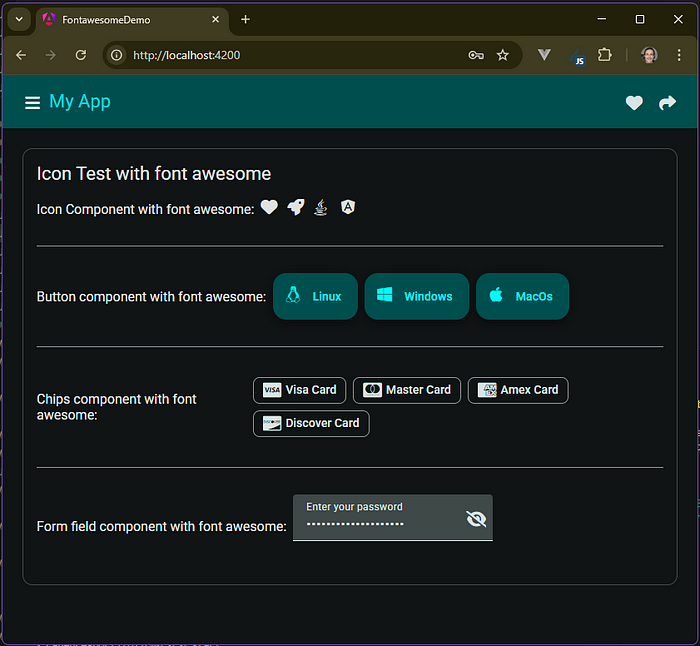 FontawesomeDemo
http://localhost:4200
JS
My App
Icon Test with font awesome
Icon Component with font awesome:
Button component with font awesome: Linux Windows MacOs
Chips component with font
awesome:
VISA Visa Card Master Card Amex Card
Discover Card
Enter your password
Form field component with font awesome: